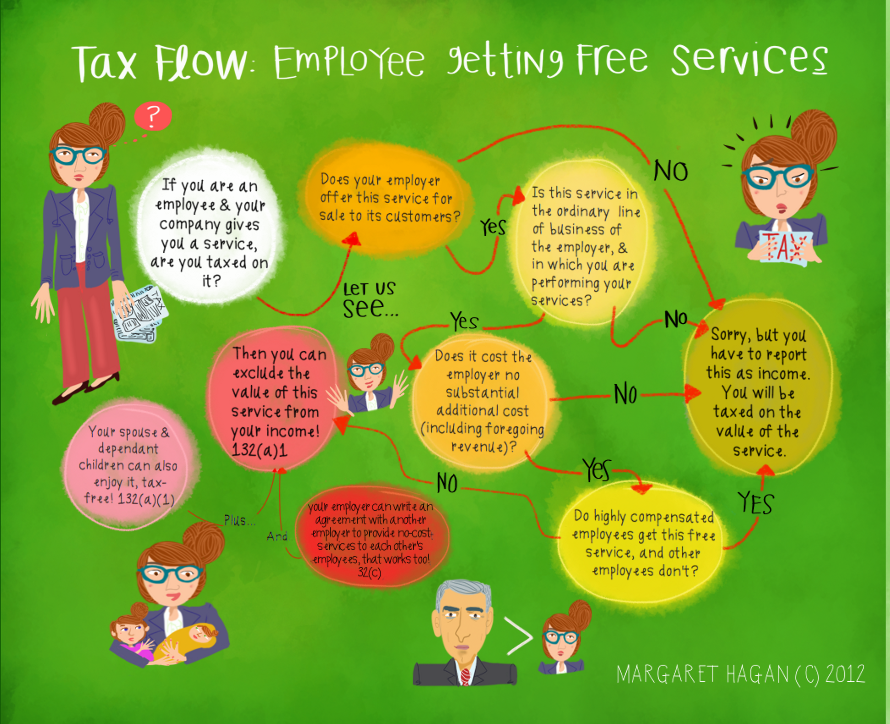 Tax Flow: Employee getting Free Services
?
If you are an
employee & your
company gives
you a service,
are you taxed on
it?
LET US
SEE...
Does your employer
offer this service for
sale to its customers?
NO
Yes
Is this service in
the ordinary line
of business of
the employer, &
in which you are
performing your
services?
TAX
No
Yes
Sorry, but you
have to report
this as income.
You will be
taxed on the
value of the
service.
Does it cost the
employer no
substantial
additional cost
(including foregoing
revenue)?
No
Yes
Then you can
exclude the
value of this
service from
your income!
132(a)1
Your spouse &
dependant
children can also
enjoy it, tax-
free! 132(a)(1)
Plus...
And
your employer can write an
agreement with another
employer to provide no-cost-
services to each other's
employees, that works too!
32(c)
NO
Do highly compensated
employees get this free
service, and other
employees don't?
YES
>
MARGARET HAGAN (C) 2012